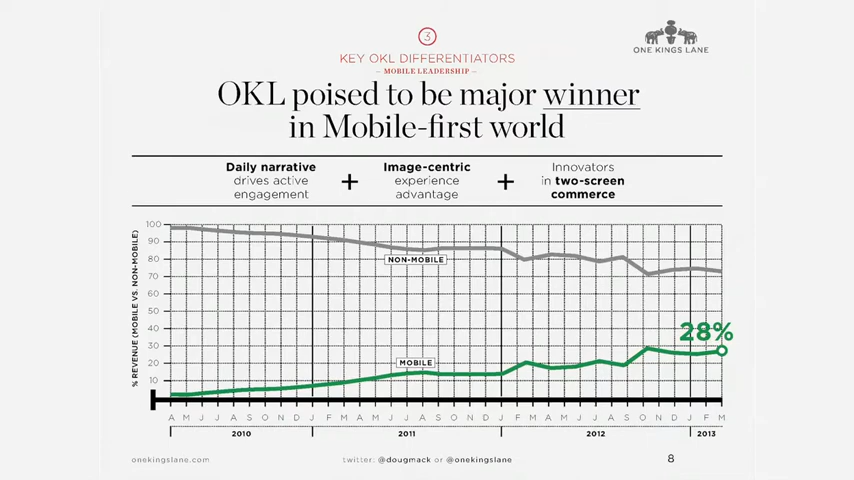 3
ONE KINGS LANE
KEY OKL DIFFERENTIATORS
– MOBILE LEADERSHIP –
OKL poised to be major winner
in Mobile-first world
Daily narrative
drives active
engagement
+
Image-centric
experience
advantage
+
Innovators
in two-screen
commerce
% REVENUE (MOBILE VS. NON-MOBILE)
100
90
80
70
60
50
40
30
20
10
NON-MOBILE
MOBILE
28%
A M J J A S O N D J F M A M J J A S O N D J F M A M J J A S O N D J F M
2010 2011 2012 2013
onekingslane.com twitter: @dougmack or @onekingslane 8